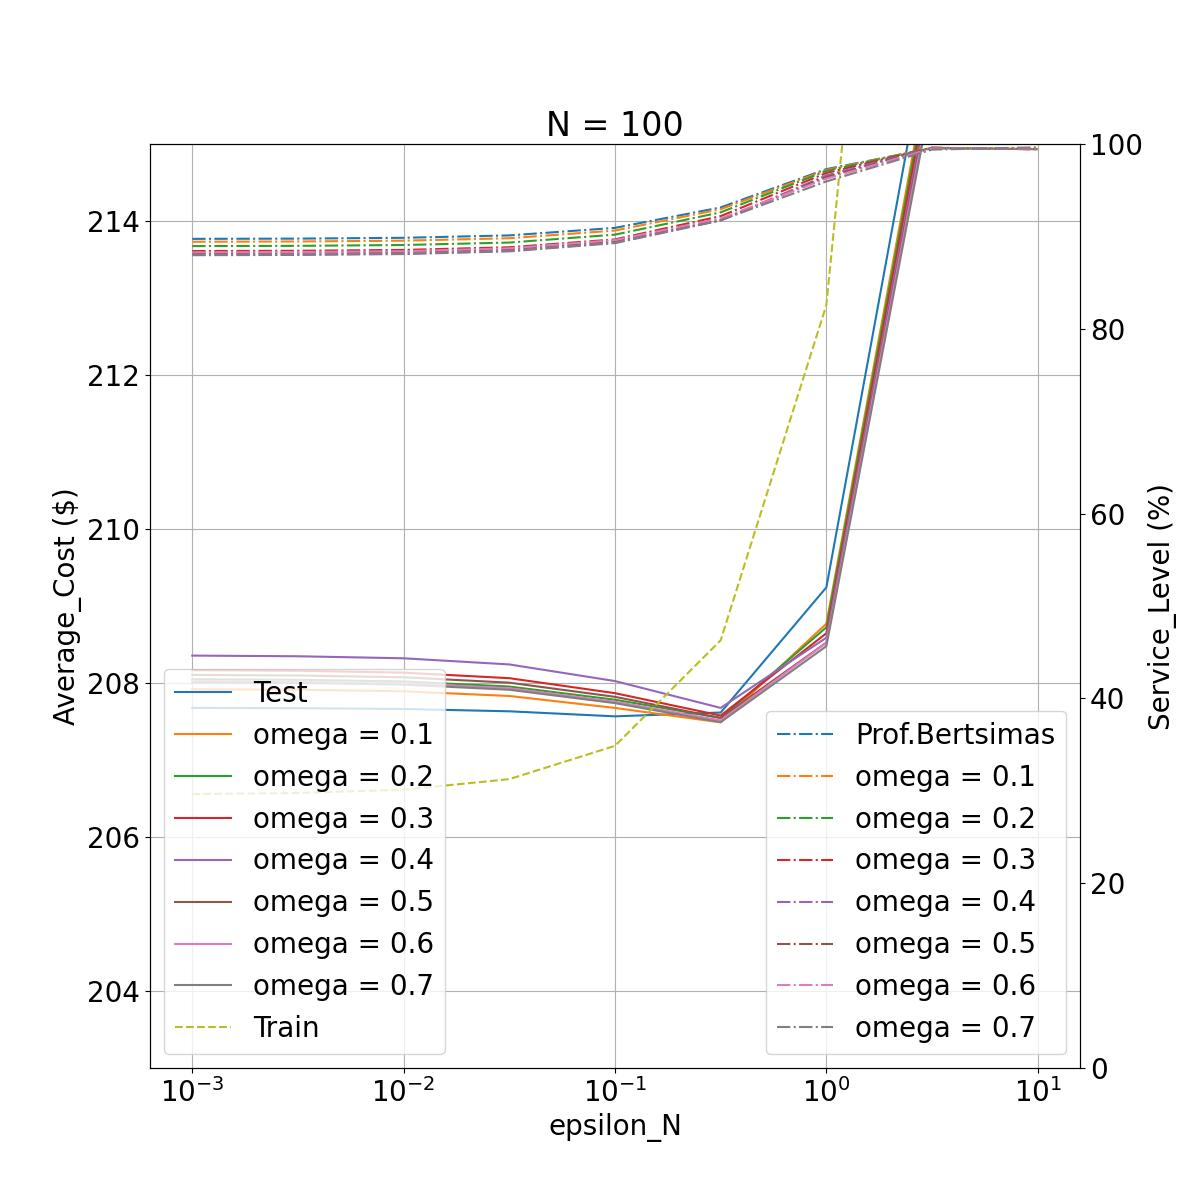 N = 100
214
212
210
208
206
204
Average_Cost ($)
100
80
60
40
20
0
Service_Level (%)
Test
omega = 0.1
omega = 0.2
omega = 0.3
omega = 0.4
omega = 0.5
omega = 0.6
omega = 0.7
Train
Prof.Bertsimas
omega = 0.1
omega = 0.2
omega = 0.3
omega = 0.4
omega = 0.5
omega = 0.6
omega = 0.7
10⁻³ 10⁻² 10⁻¹ 10⁰ 10¹
epsilon_N